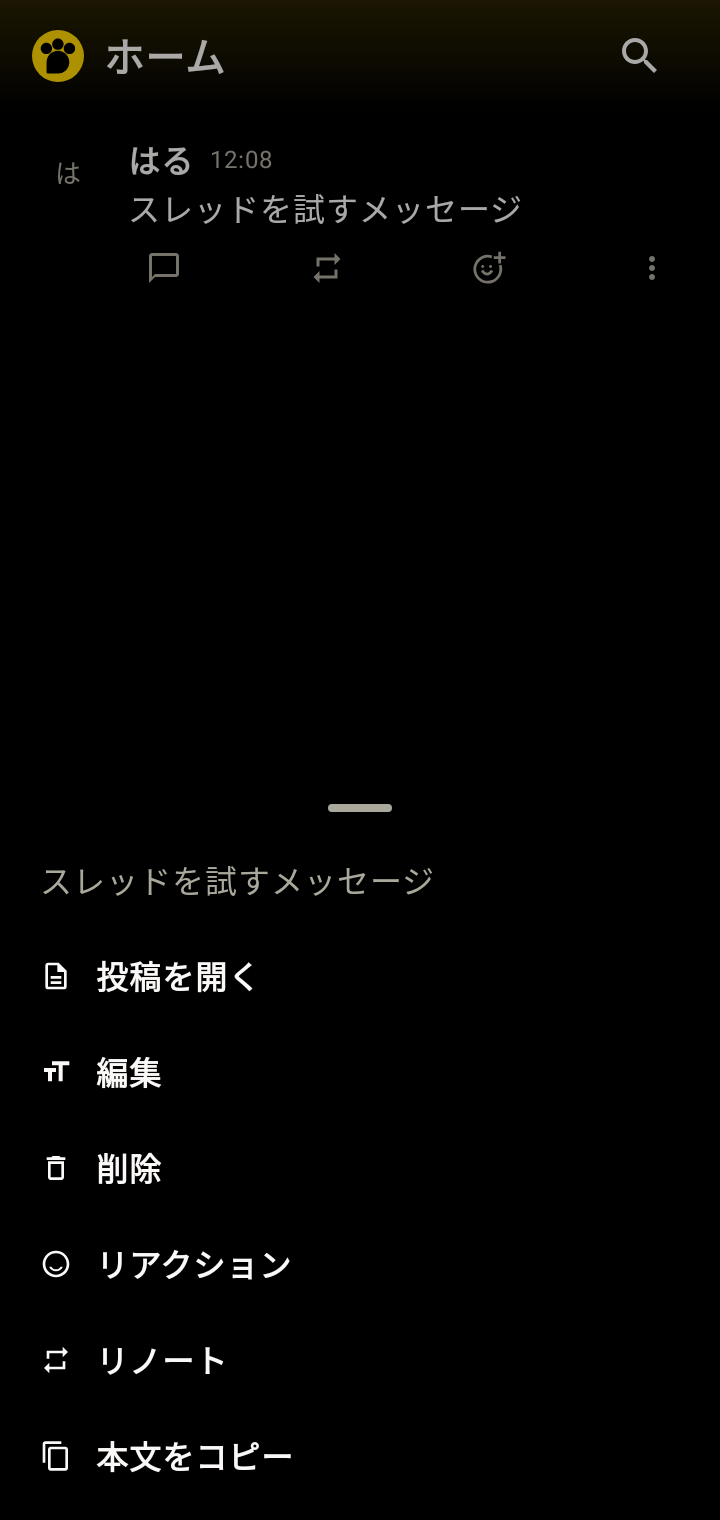 ホーム
は
はる 12:08
スレッドを試すメッセージ
スレッドを試すメッセージ
投稿を開く
編集
削除
リアクション
リノート
本文をコピー